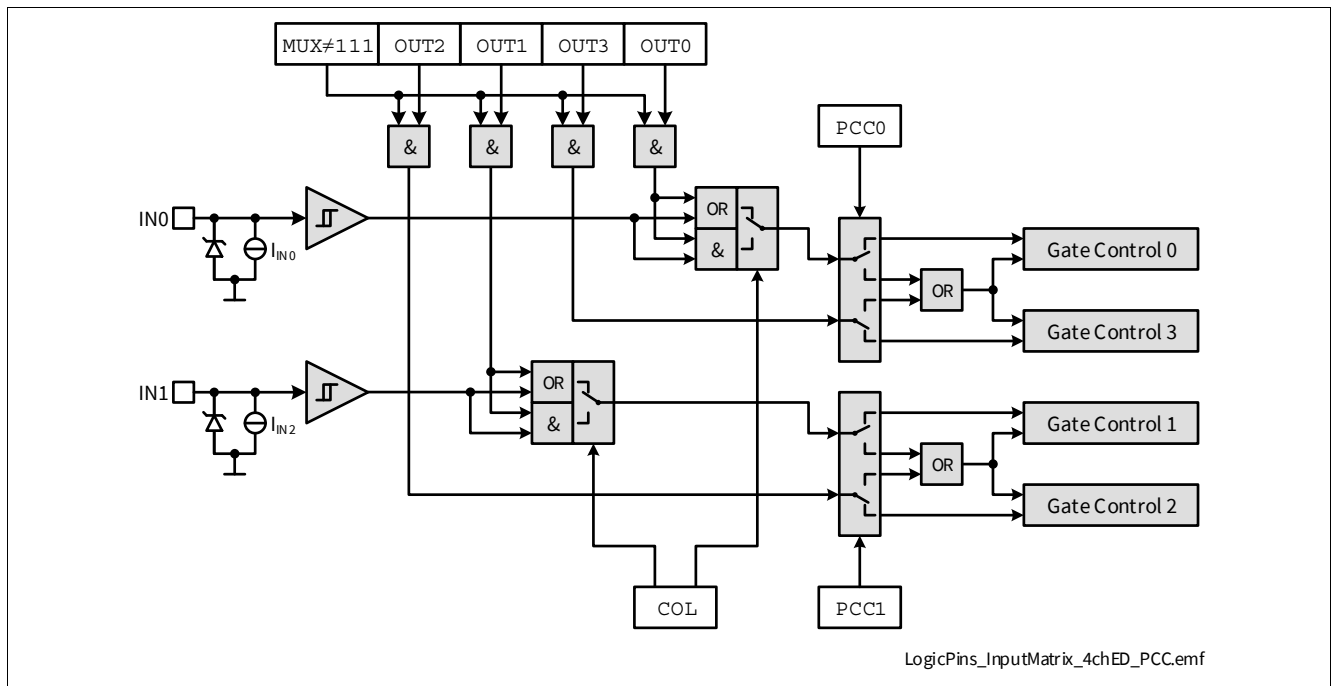 MUX≠111 OUT2 OUT1 OUT3 OUT0
PCC0
& & & &
IN0
I_IN0
OR
&
Gate Control 0
OR
Gate Control 3
IN1
I_IN2
OR
&
Gate Control 1
OR
Gate Control 2
COL
PCC1
LogicPins_InputMatrix_4chED_PCC.emf